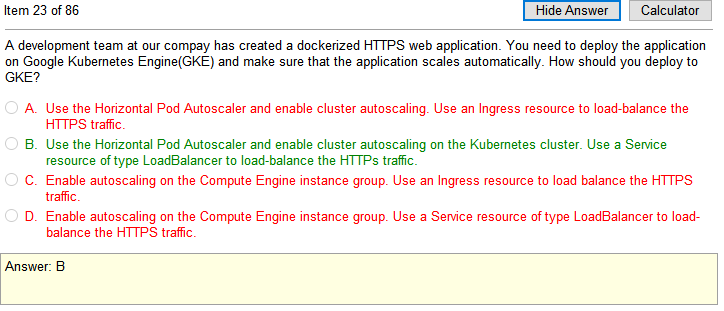 Item 23 of 86
Hide Answer
Calculator
A development team at our compay has created a dockerized HTTPS web application. You need to deploy the application
on Google Kubernetes Engine(GKE) and make sure that the application scales automatically. How should you deploy to
GKE?
A. Use the Horizontal Pod Autoscaler and enable cluster autoscaling. Use an Ingress resource to load-balance the
HTTPS traffic.
B. Use the Horizontal Pod Autoscaler and enable cluster autoscaling on the Kubernetes cluster. Use a Service
resource of type LoadBalancer to load-balance the HTTPs traffic.
C. Enable autoscaling on the Compute Engine instance group. Use an Ingress resource to load balance the HTTPS
traffic.
D. Enable autoscaling on the Compute Engine instance group. Use a Service resource of type LoadBalancer to load-
balance the HTTPS traffic.
Answer: B